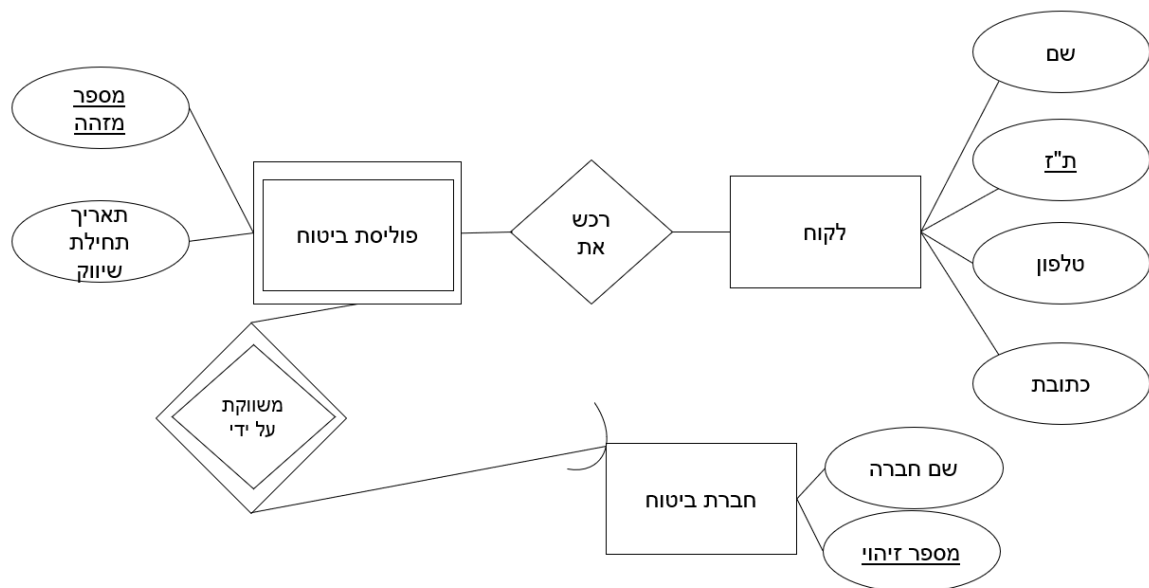 שם
מספר
מזהה
ת"ז
תאריך
תחילת
שיווק
פוליסת ביטוח
רכש
את
לקוח
טלפון
כתובת
משווקת
על ידי
שם חברה
חברת ביטוח
מספר זיהוי